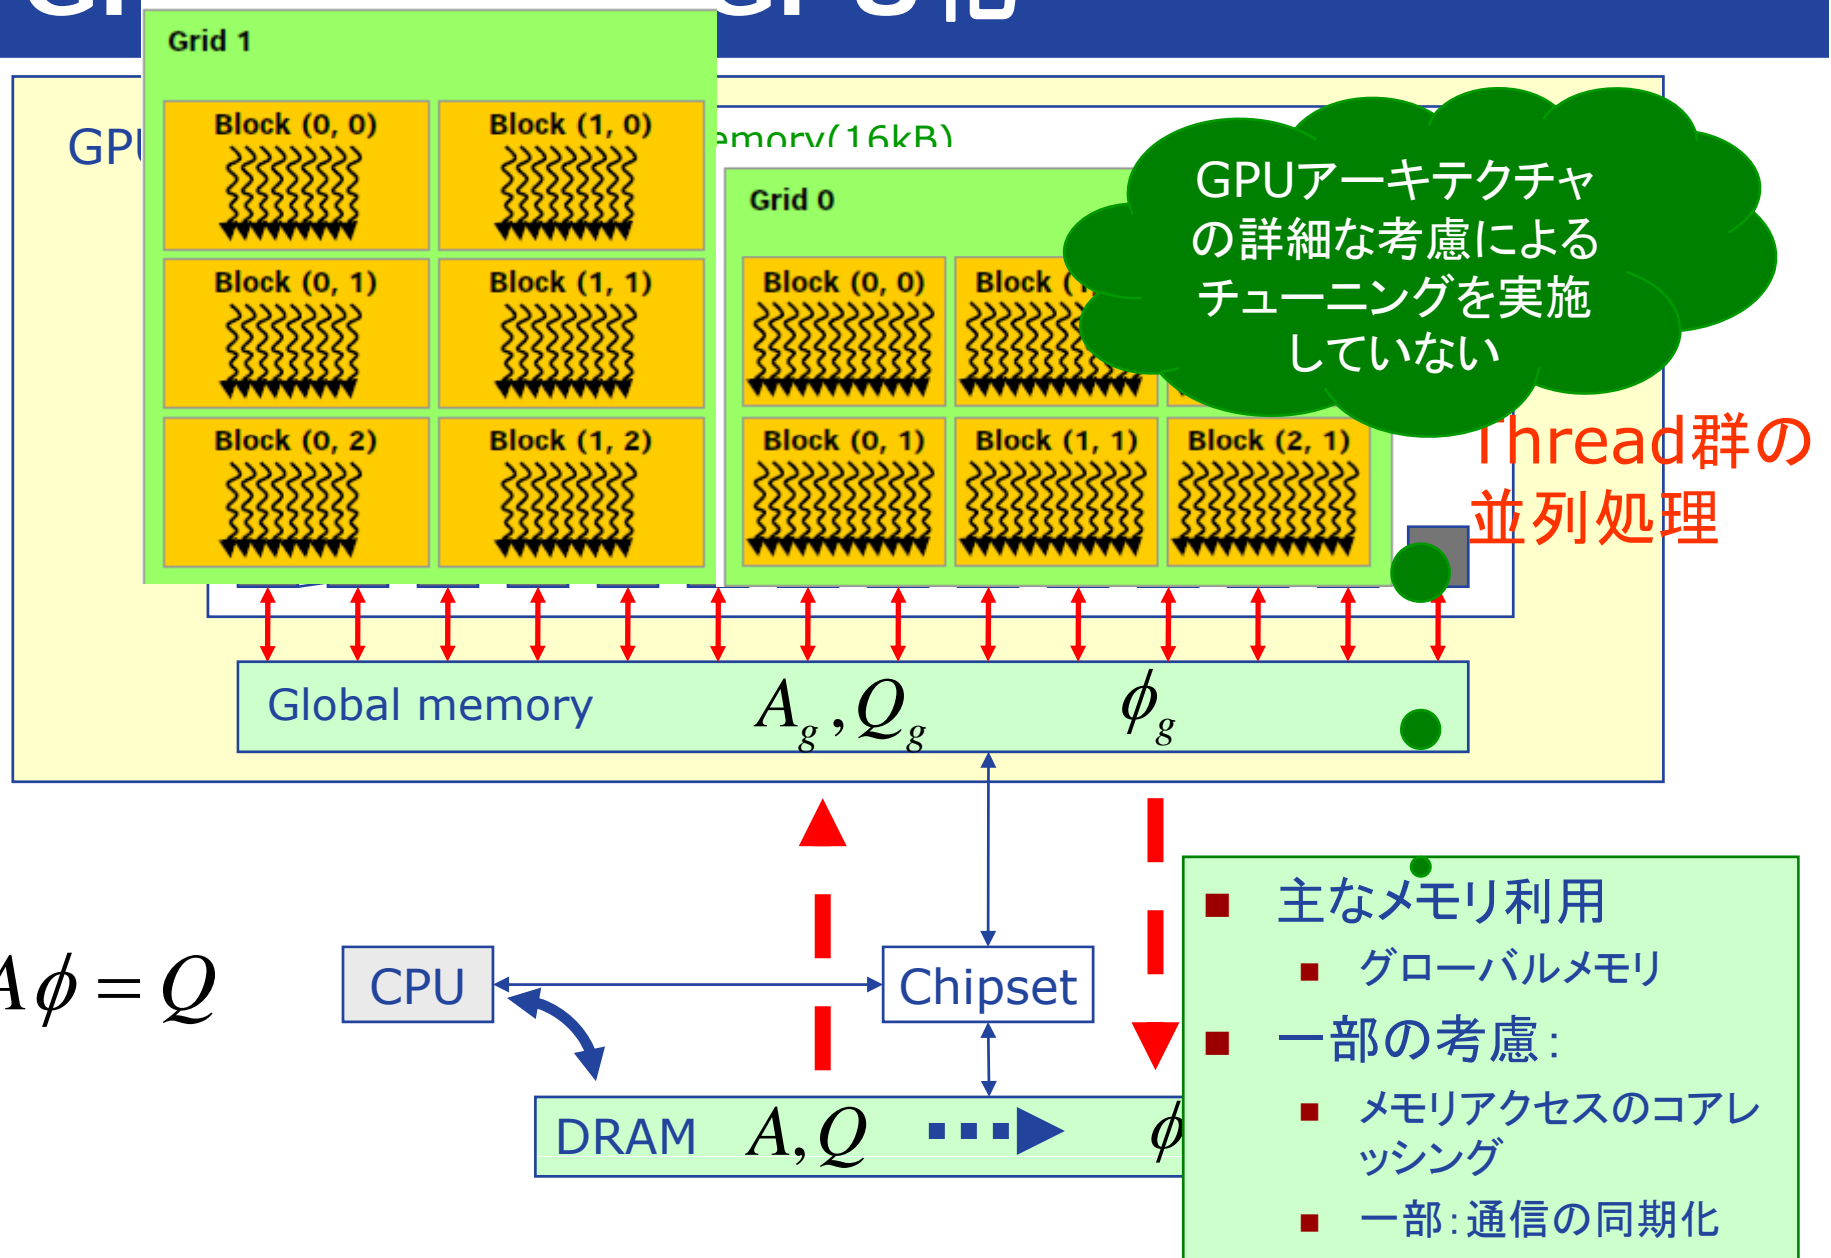 GPU化
Grid 1
Block (0, 0)
Block (1, 0)
Block (0, 1)
Block (1, 1)
Block (0, 2)
Block (1, 2)
emory(16kB)
Grid 0
Block (0, 0)
Block (1
Block (0, 1)
Block (1, 1)
Block (2, 1)
GPUアーキテクチャ
の詳細な考慮による
チューニングを実施
していない
Thread群の
並列処理
Global memory
A_g, Q_g
ϕ_g
Aϕ = Q
CPU
Chipset
DRAM
A, Q
ϕ
主なメモリ利用
グローバルメモリ
一部の考慮：
メモリアクセスのコアレ
ッシング
一部：通信の同期化